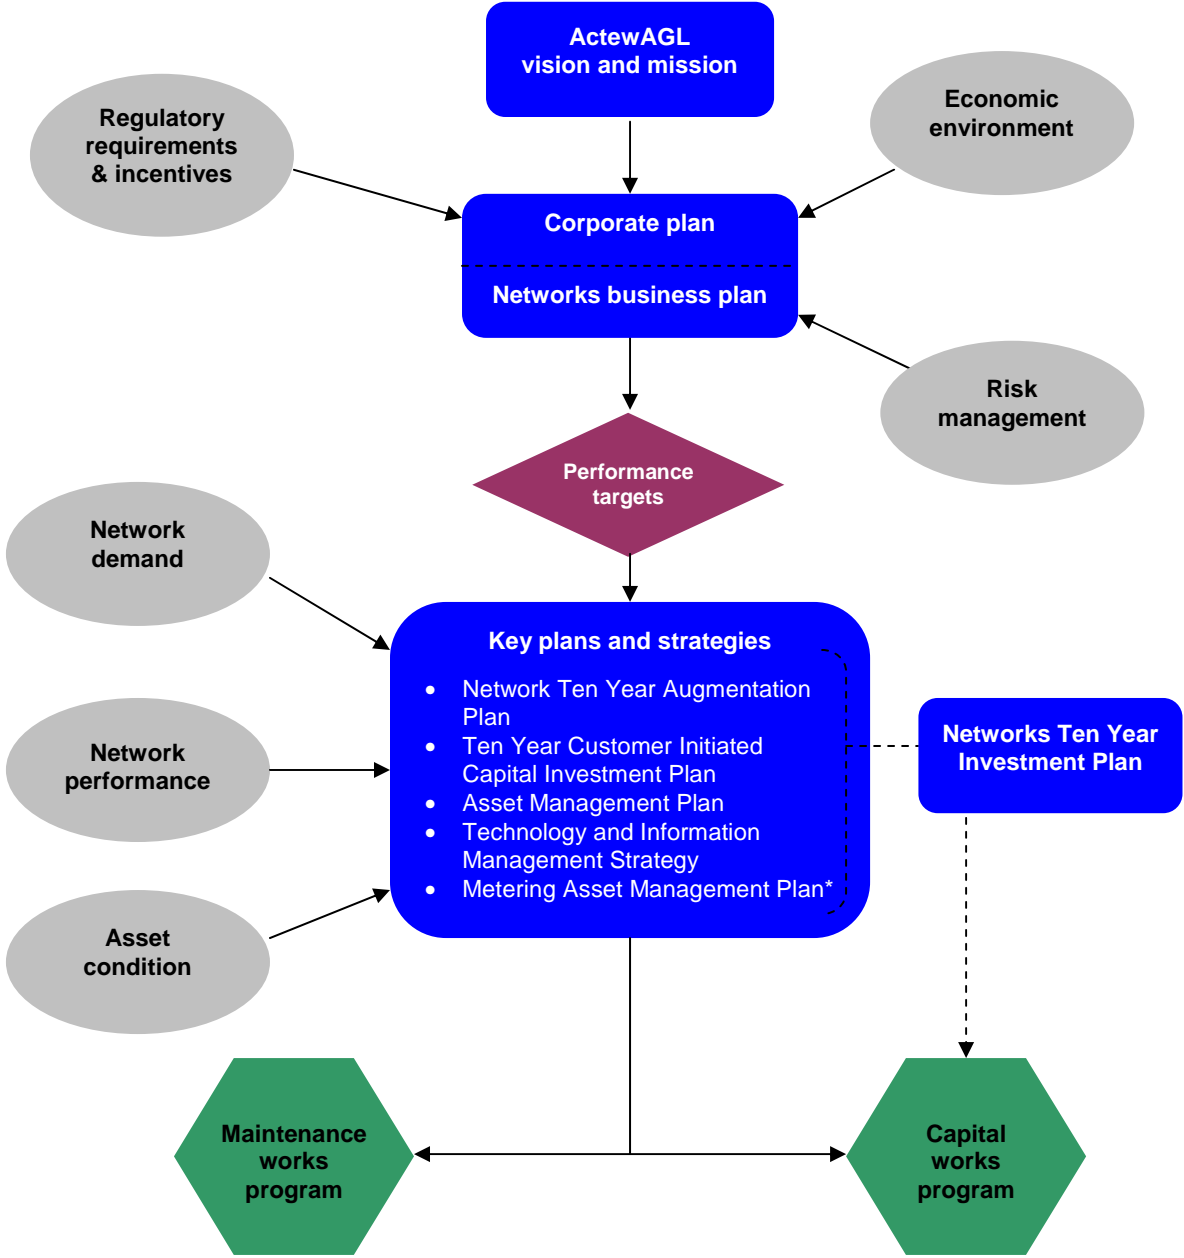 ActewAGL
vision and mission
Regulatory
requirements
& incentives
Economic
environment
Corporate plan
Networks business plan
Risk
management
Performance
targets
Network
demand
Key plans and strategies
• Network Ten Year Augmentation
Plan
• Ten Year Customer Initiated
Capital Investment Plan
• Asset Management Plan
• Technology and Information
Management Strategy
• Metering Asset Management Plan*
Networks Ten Year
Investment Plan
Network
performance
Asset
condition
Maintenance
works
program
Capital
works
program